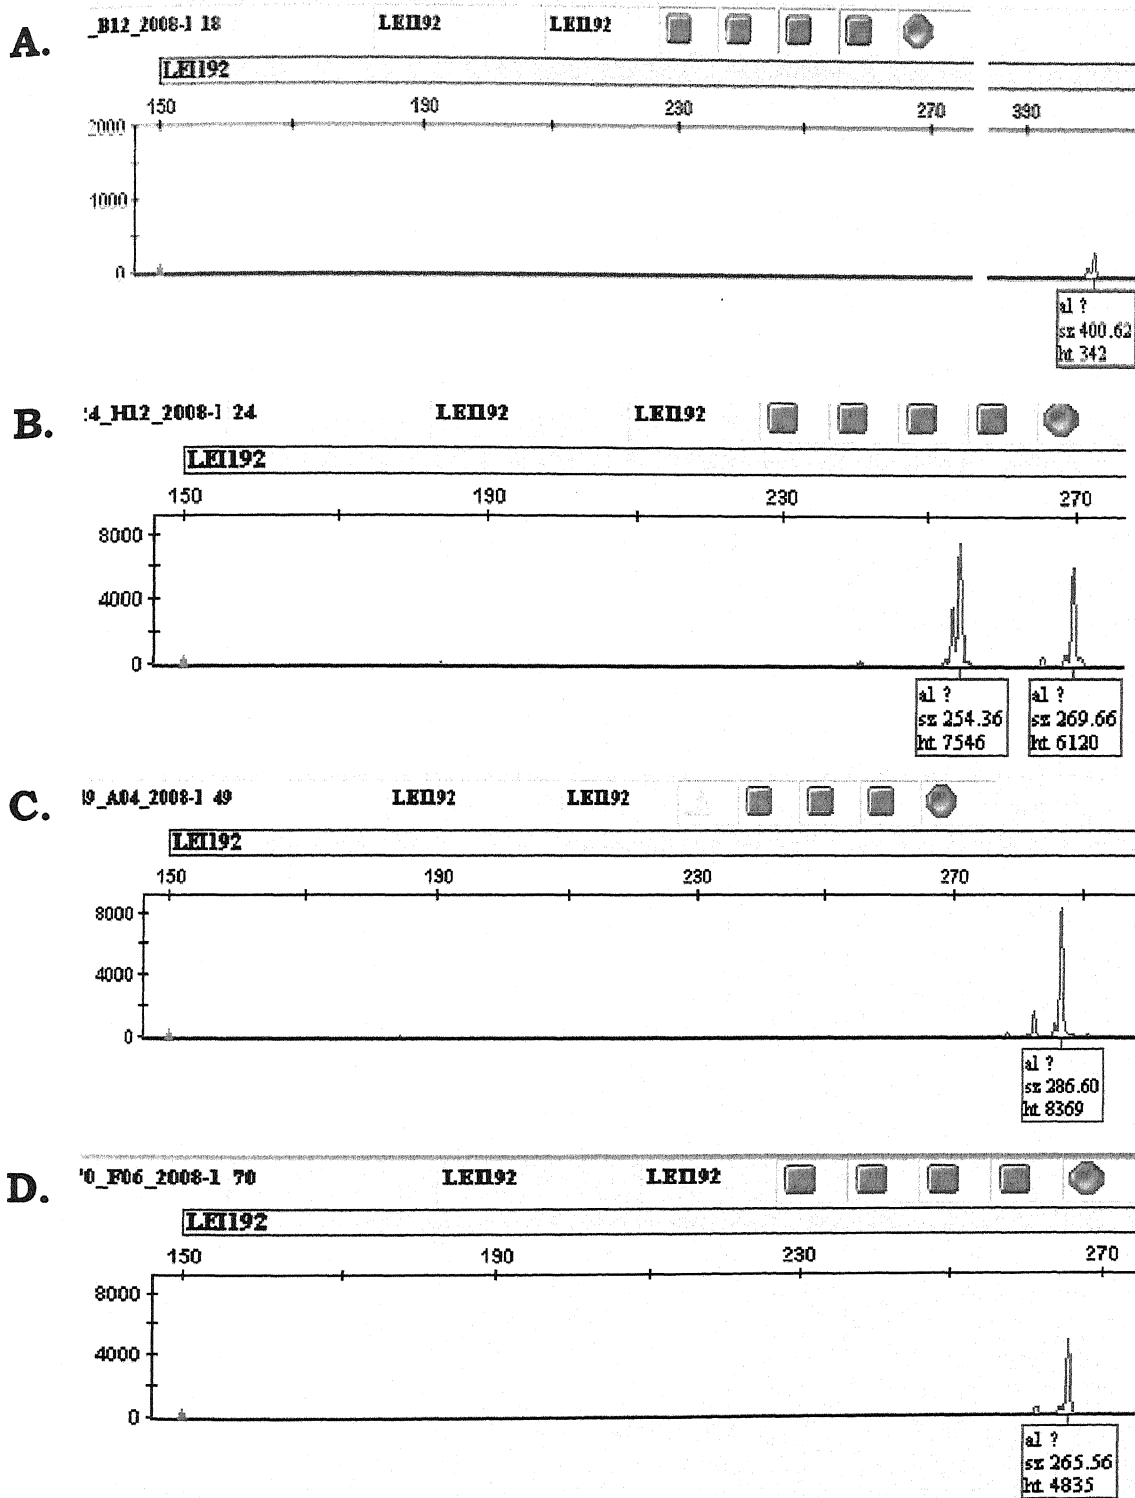 A.
_B12_2008-1 18 LEI192 LEI192
LEI192
150 190 230 270 390
2000
1000
0
al ?
sz 400.62
ht 342
B.
:4_H12_2008-1 24 LEI192 LEI192
LEI192
150 190 230 270
8000
4000
0
al ? al ?
sz 254.36 sz 269.66
ht 7546 ht 6120
C.
!9_A04_2008-1 49 LEI192 LEI192
LEI192
150 190 230 270
8000
4000
0
al ?
sz 286.60
ht 8369
D.
'0_F06_2008-1 70 LEI192 LEI192
LEI192
150 190 230 270
8000
4000
0
al ?
sz 265.56
ht 4835